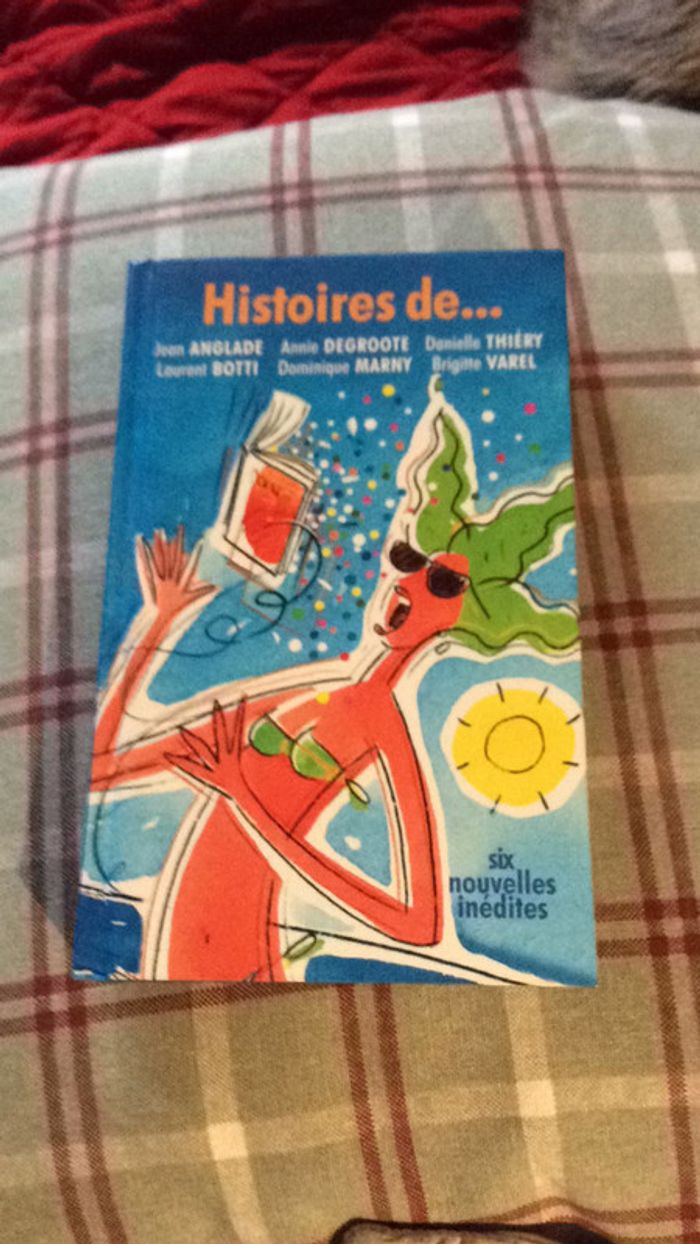 Histoires de...
Jean ANGLADE Annie DEGROOTE Danielle THIÉRY
Laurent BOTTI Dominique MARNY Brigitte VAREL
six
nouvelles
inédites